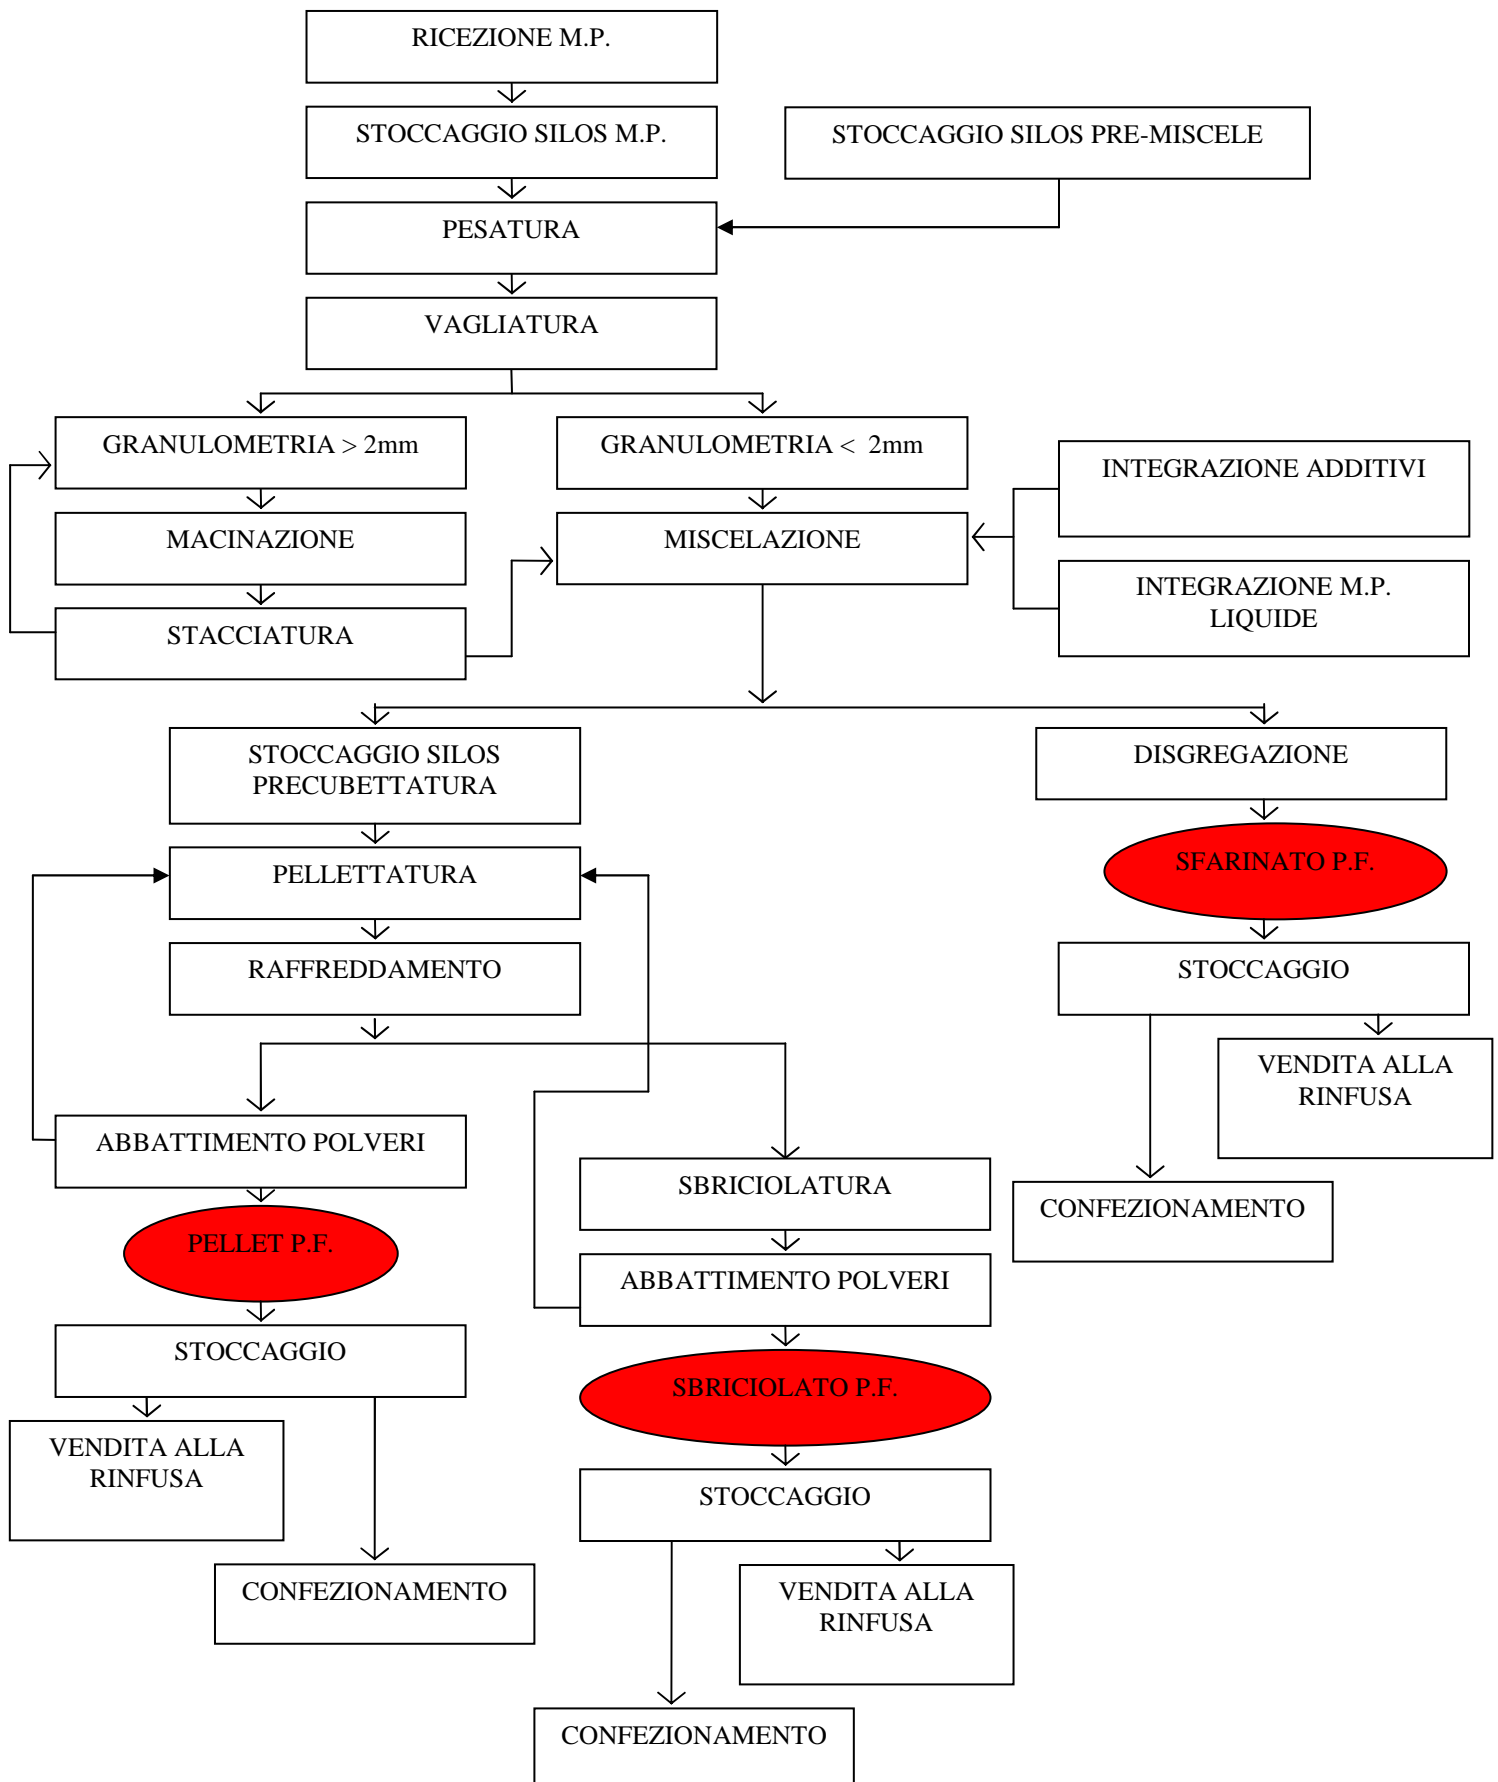 RICEZIONE M.P.
STOCCAGGIO SILOS M.P.
STOCCAGGIO SILOS PRE-MISCELE
PESATURA
VAGLIATURA
GRANULOMETRIA > 2mm
GRANULOMETRIA < 2mm
INTEGRAZIONE ADDITIVI
MACINAZIONE
MISCELAZIONE
INTEGRAZIONE M.P.
LIQUIDE
STACCIATURA
STOCCAGGIO SILOS
PRECUBETTATURA
DISGREGAZIONE
PELLETTATURA
SFARINATO P.F.
RAFFREDDAMENTO
STOCCAGGIO
VENDITA ALLA
RINFUSA
ABBATTIMENTO POLVERI
SBRICIOLATURA
CONFEZIONAMENTO
PELLET P.F.
ABBATTIMENTO POLVERI
STOCCAGGIO
SBRICIOLATO P.F.
VENDITA ALLA
RINFUSA
STOCCAGGIO
CONFEZIONAMENTO
VENDITA ALLA
RINFUSA
CONFEZIONAMENTO